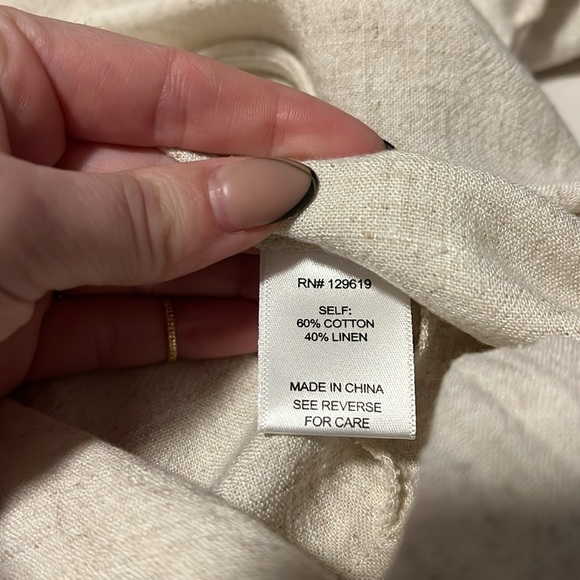 RN# 129619
SELF:
60% COTTON
40% LINEN
MADE IN CHINA
SEE REVERSE
FOR CARE